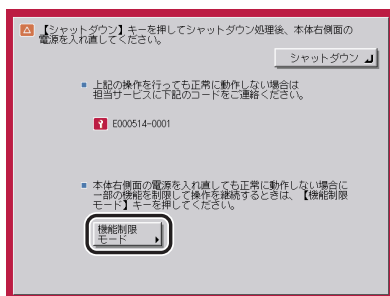 【シャットダウン】キーを押してシャットダウン処理後、本体右側面の
電源を入れ直してください。
シャットダウン
■ 上記の操作を行っても正常に動作しない場合は
担当サービスに下記のコードをご連絡ください。
E000514-0001
■ 本体右側面の電源を入れ直しても正常に動作しない場合に
一部の機能を制限して操作を継続するときは、【機能制限
モード】キーを押してください。
機能制限
モード